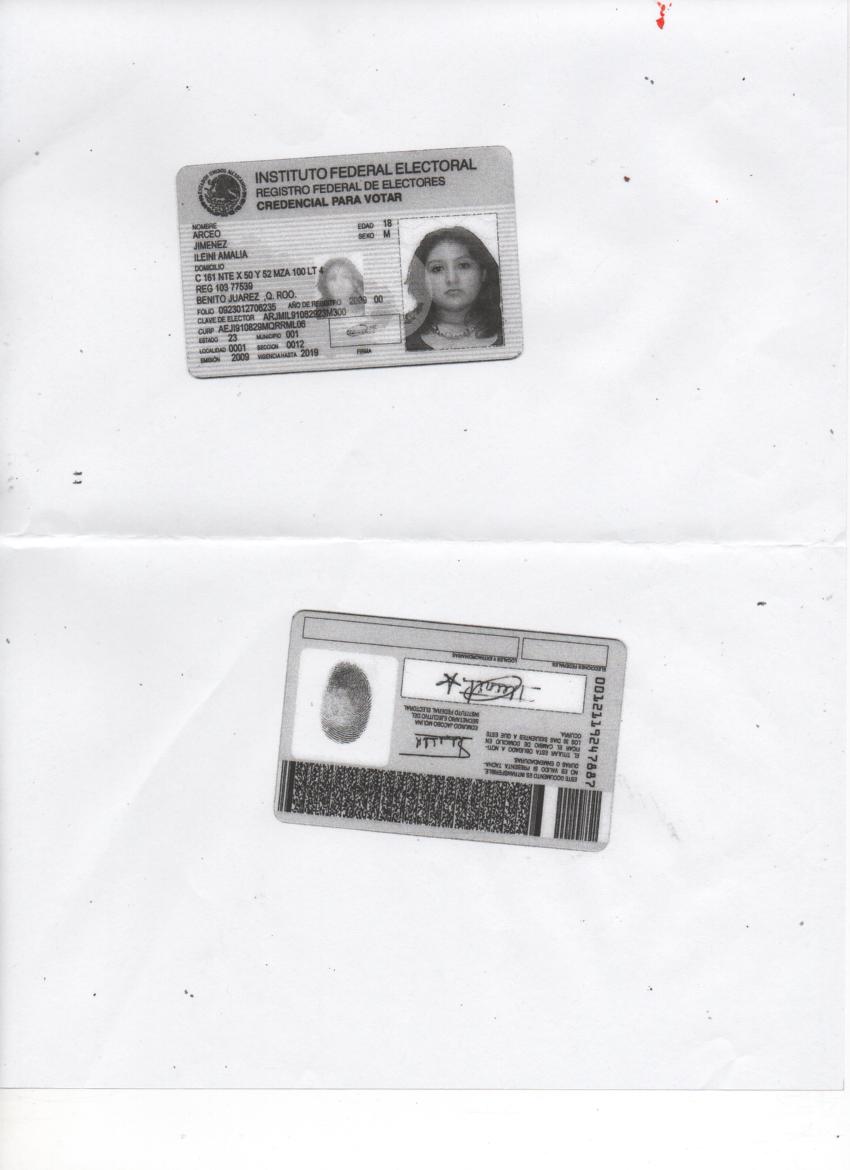 ESTADOS UNIDOS MEXICANOS
INSTITUTO FEDERAL ELECTORAL
REGISTRO FEDERAL DE ELECTORES
CREDENCIAL PARA VOTAR
NOMBRE
ARCEO
JIMENEZ
ILEINI AMALIA
EDAD 18
SEXO M
DOMICILIO
C 161 NTE X 50 Y 52 MZA 100 LT 4
REG 103 77539
BENITO JUAREZ ,Q. ROO.
FOLIO 0923012706235 AÑO DE REGISTRO 2009 00
CLAVE DE ELECTOR ARJMIL91082923M300
CURP AEJI910829MQRRML06
ESTADO 23 MUNICIPIO 001
LOCALIDAD 0001 SECCION 0012
EMISIÓN 2009 VIGENCIA HASTA 2019
FIRMA
ELECCIONES FEDERALES
LOCALES Y EXTRAORDINARIAS
0012119247887
ESTE DOCUMENTO ES INTRANSFERIBLE.
NO ES VALIDO SI PRESENTA TACHA-
DURAS O ENMENDADURAS.
EL TITULAR ESTA OBLIGADO A NOTI-
FICAR EL CAMBIO DE DOMICILIO EN
LOS 30 DIAS SIGUIENTES A QUE ESTE
OCURRA.
EDMUNDO JACOBO MOLINA
SECRETARIO EJECUTIVO DEL
INSTITUTO FEDERAL ELECTORAL